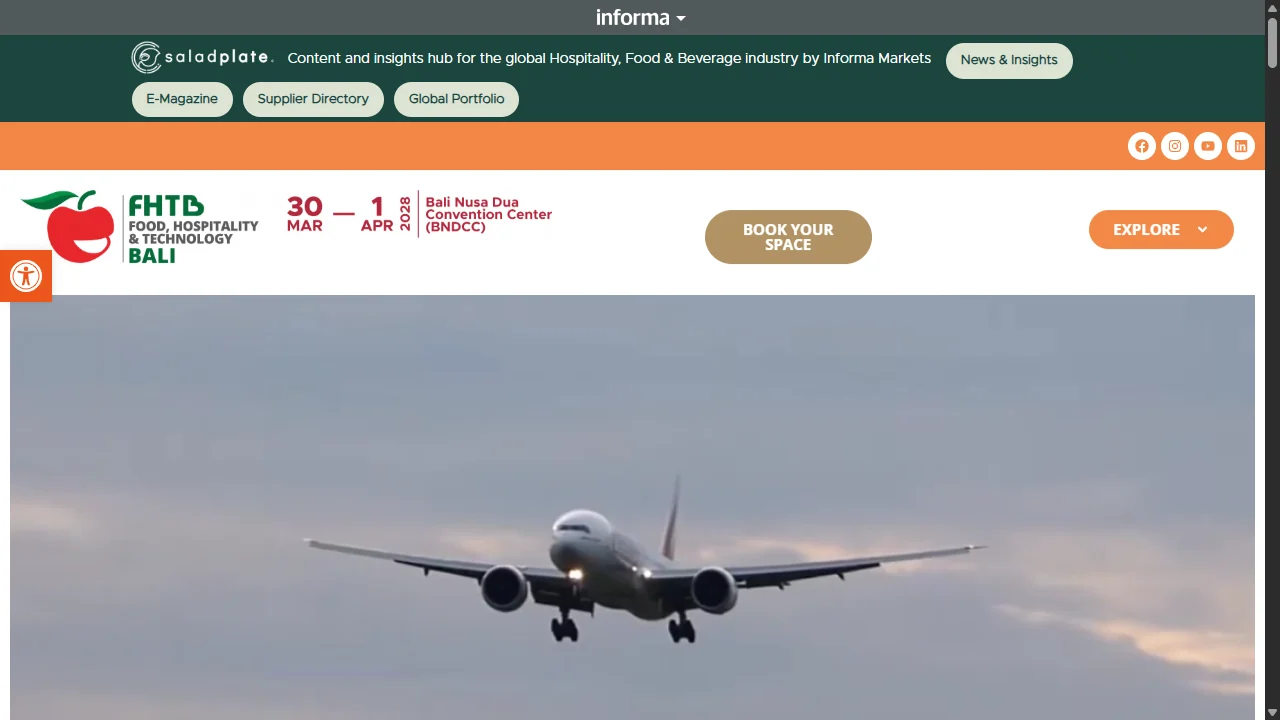 informa
saladplate. Content and insights hub for the global Hospitality, Food & Beverage industry by Informa Markets News & Insights
E-Magazine Supplier Directory Global Portfolio
FHTB
FOOD, HOSPITALITY
& TECHNOLOGY
BALI
30 — 1
MAR APR
2028
Bali Nusa Dua
Convention Center
(BNDCC)
BOOK YOUR
SPACE
EXPLORE